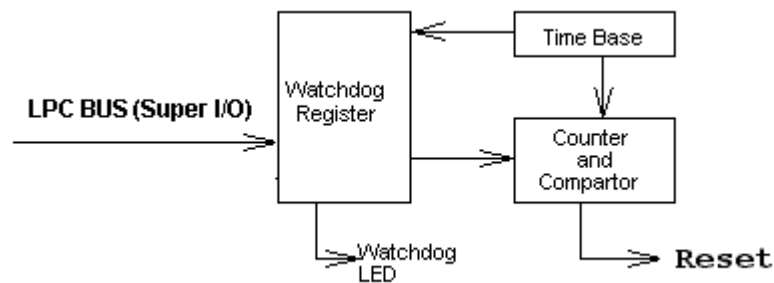 Time Base
Watchdog
Register
LPC BUS (Super I/O)
Counter
and
Compartor
Watchdog
LED
Reset